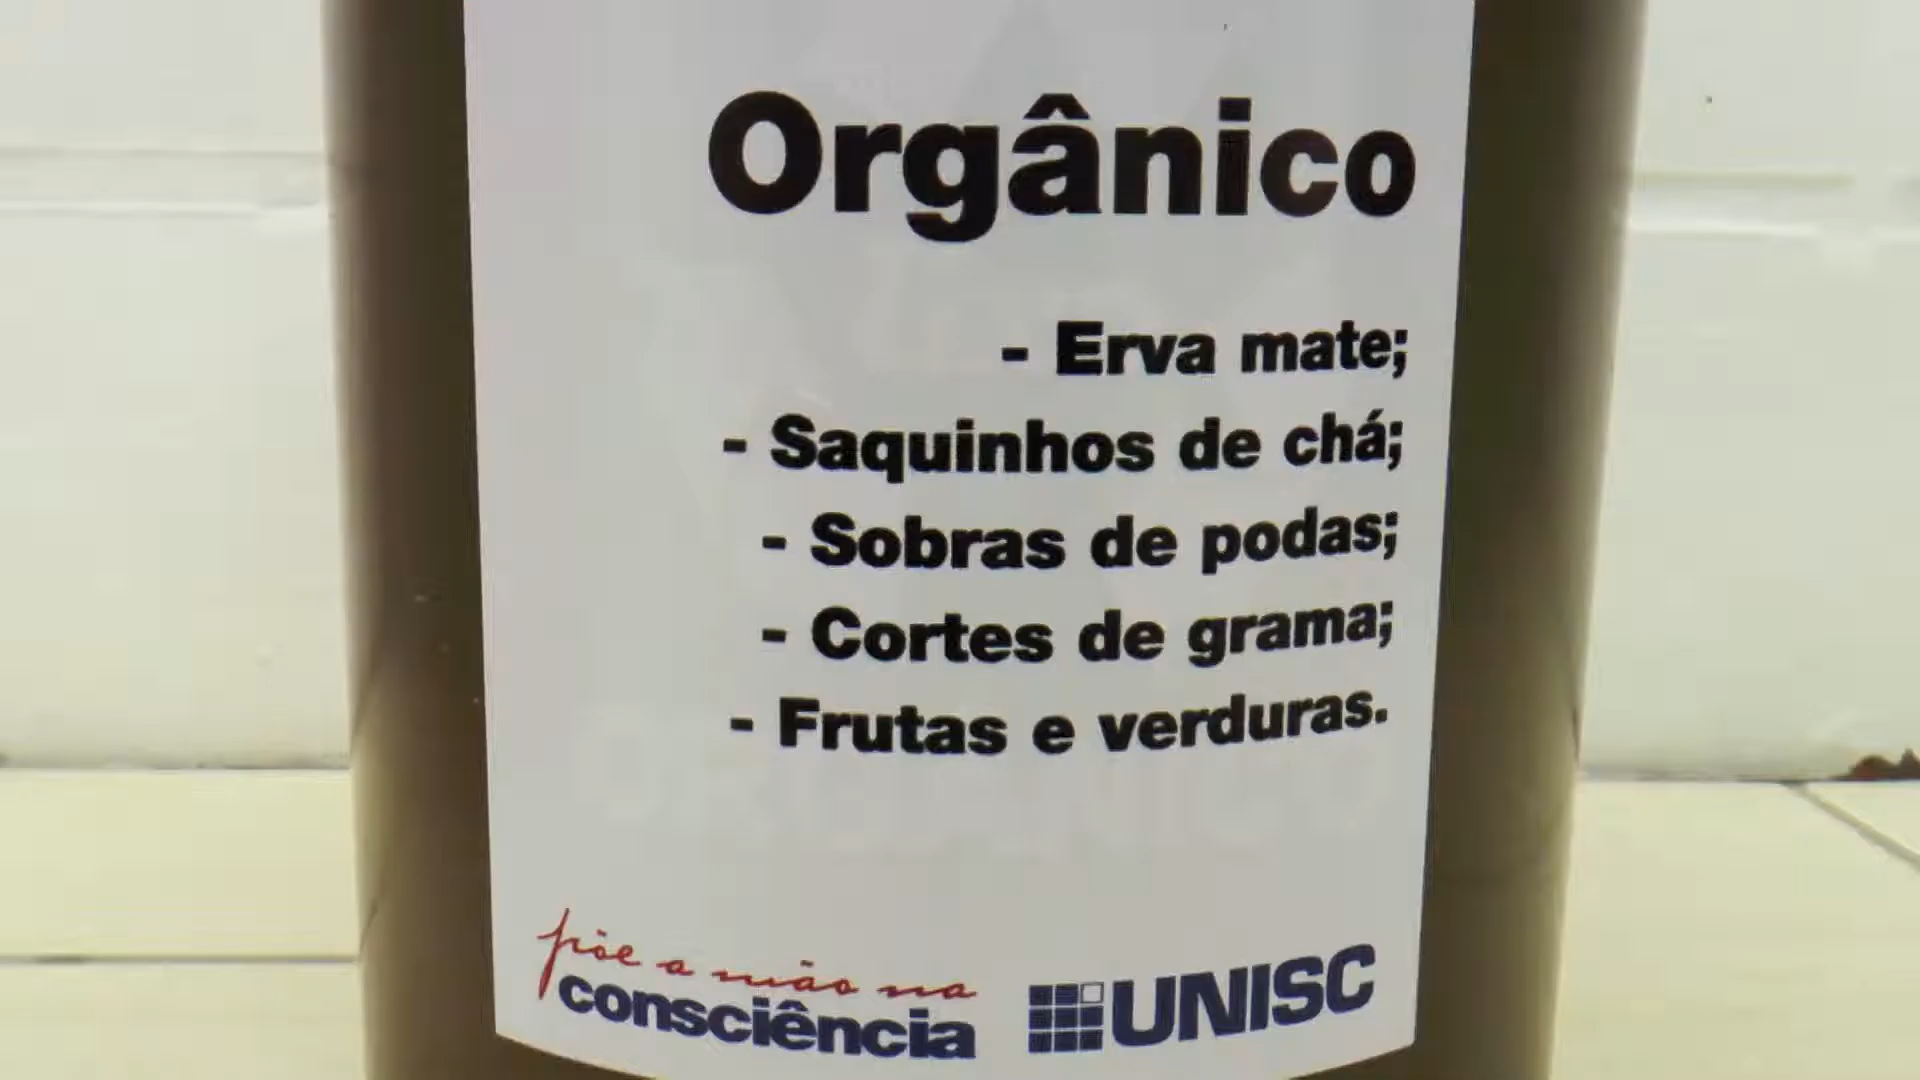 Orgânico
- Erva mate;
- Saquinhos de chá;
- Sobras de podas;
- Cortes de grama;
- Frutas e verduras.
põe a mão na
consciência
UNISC